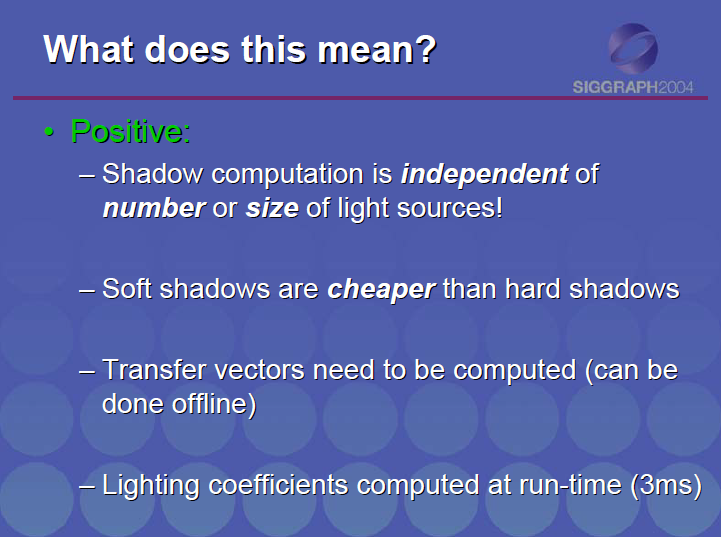 What does this mean?
SIGGRAPH2004
• Positive:
– Shadow computation is independent of
number or size of light sources!
– Soft shadows are cheaper than hard shadows
– Transfer vectors need to be computed (can be
done offline)
– Lighting coefficients computed at run-time (3ms)